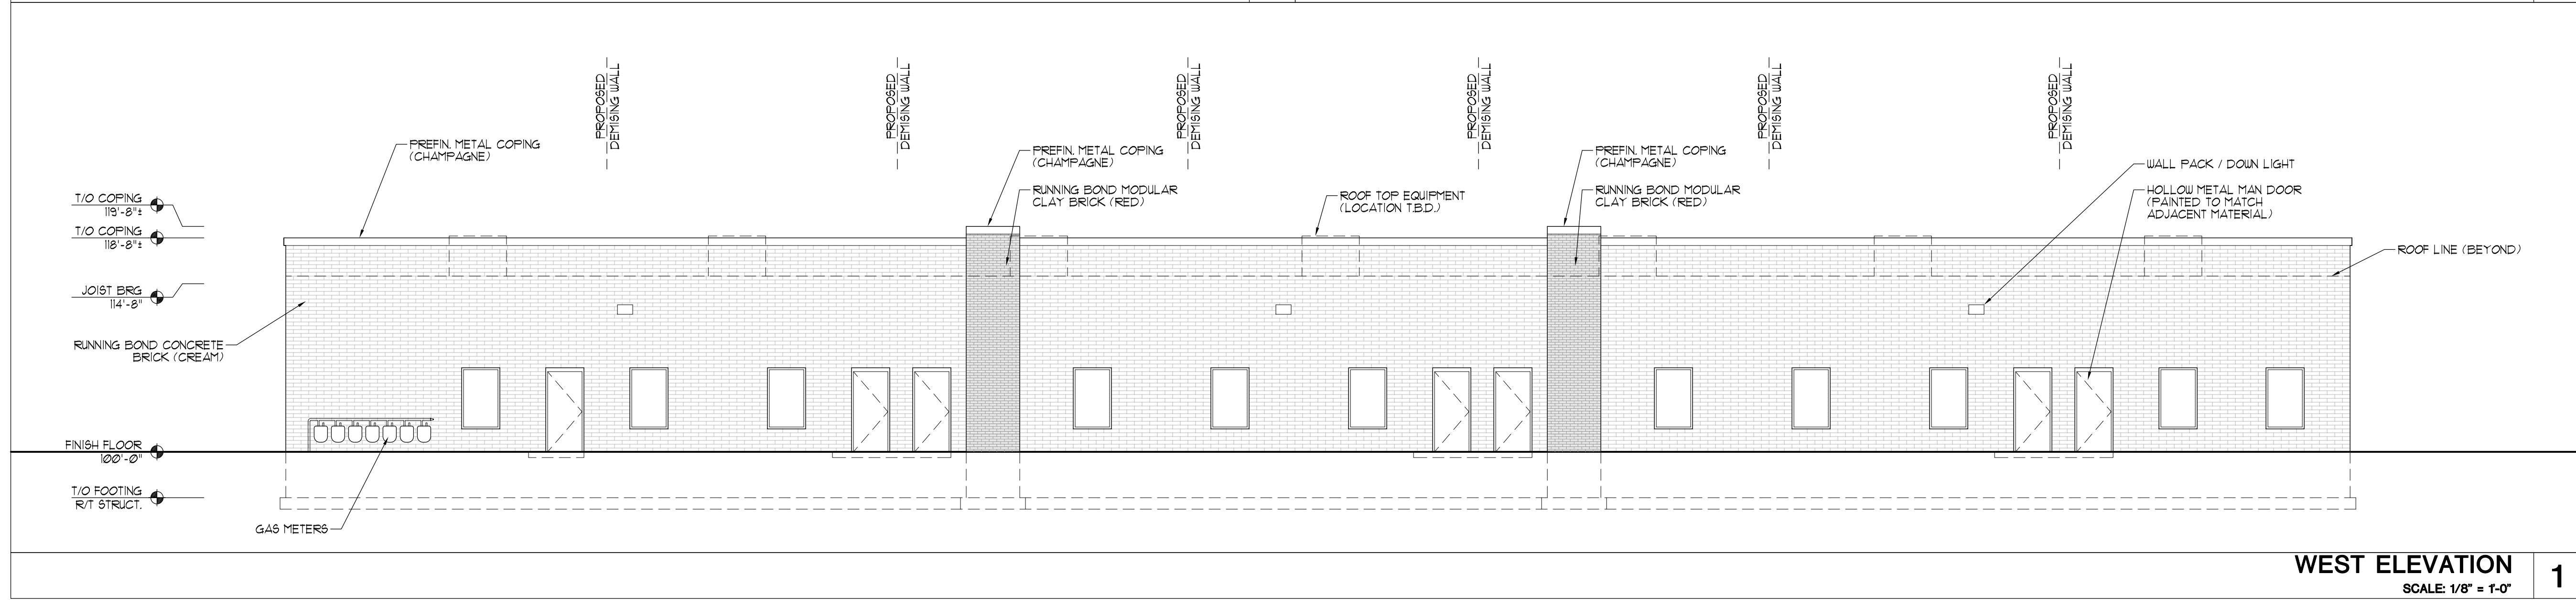 PROPOSED
DEMISING WALL
PROPOSED
DEMISING WALL
PROPOSED
DEMISING WALL
PROPOSED
DEMISING WALL
PROPOSED
DEMISING WALL
PROPOSED
DEMISING WALL
PREFIN. METAL COPING
(CHAMPAGNE)
PREFIN. METAL COPING
(CHAMPAGNE)
PREFIN. METAL COPING
(CHAMPAGNE)
WALL PACK / DOWN LIGHT
T/O COPING
119'-8"±
RUNNING BOND MODULAR
CLAY BRICK (RED)
ROOF TOP EQUIPMENT
(LOCATION T.B.D.)
RUNNING BOND MODULAR
CLAY BRICK (RED)
HOLLOW METAL MAN DOOR
(PAINTED TO MATCH
ADJACENT MATERIAL)
T/O COPING
118'-8"±
ROOF LINE (BEYOND)
JOIST BRG
114'-8"
RUNNING BOND CONCRETE
BRICK (CREAM)
FINISH FLOOR
100'-0"
T/O FOOTING
R/T STRUCT.
GAS METERS
WEST ELEVATION
SCALE: 1/8" = 1'-0"
1